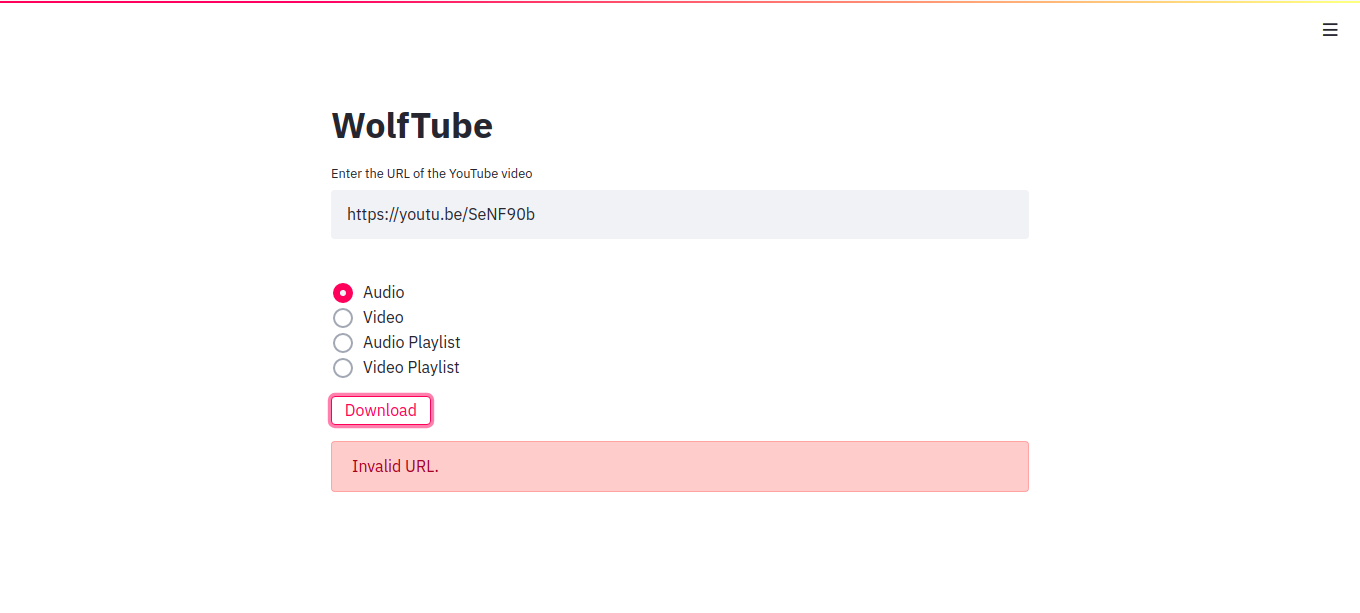 WolfTube
Enter the URL of the YouTube video
https://youtu.be/SeNF90b
Audio
Video
Audio Playlist
Video Playlist
Download
Invalid URL.